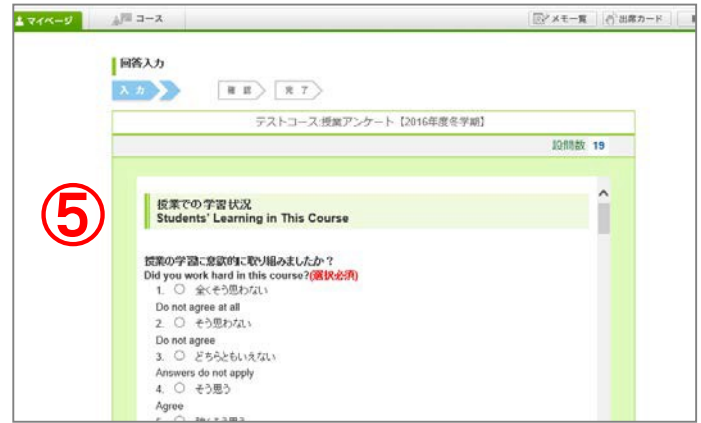 マイページ コース メモ一覧 出席カード
回答入力
入力 確認 完了
テストコース:授業アンケート【2016年度冬学期】
設問数 19
⑤
授業での学習状況
Students' Learning in This Course
授業の学習に意欲的に取り組みましたか?
Did you work hard in this course?(選択必須)
1. 全くそう思わない
Do not agree at all
2. そう思わない
Do not agree
3. どちらともいえない
Answers do not apply
4. そう思う
Agree